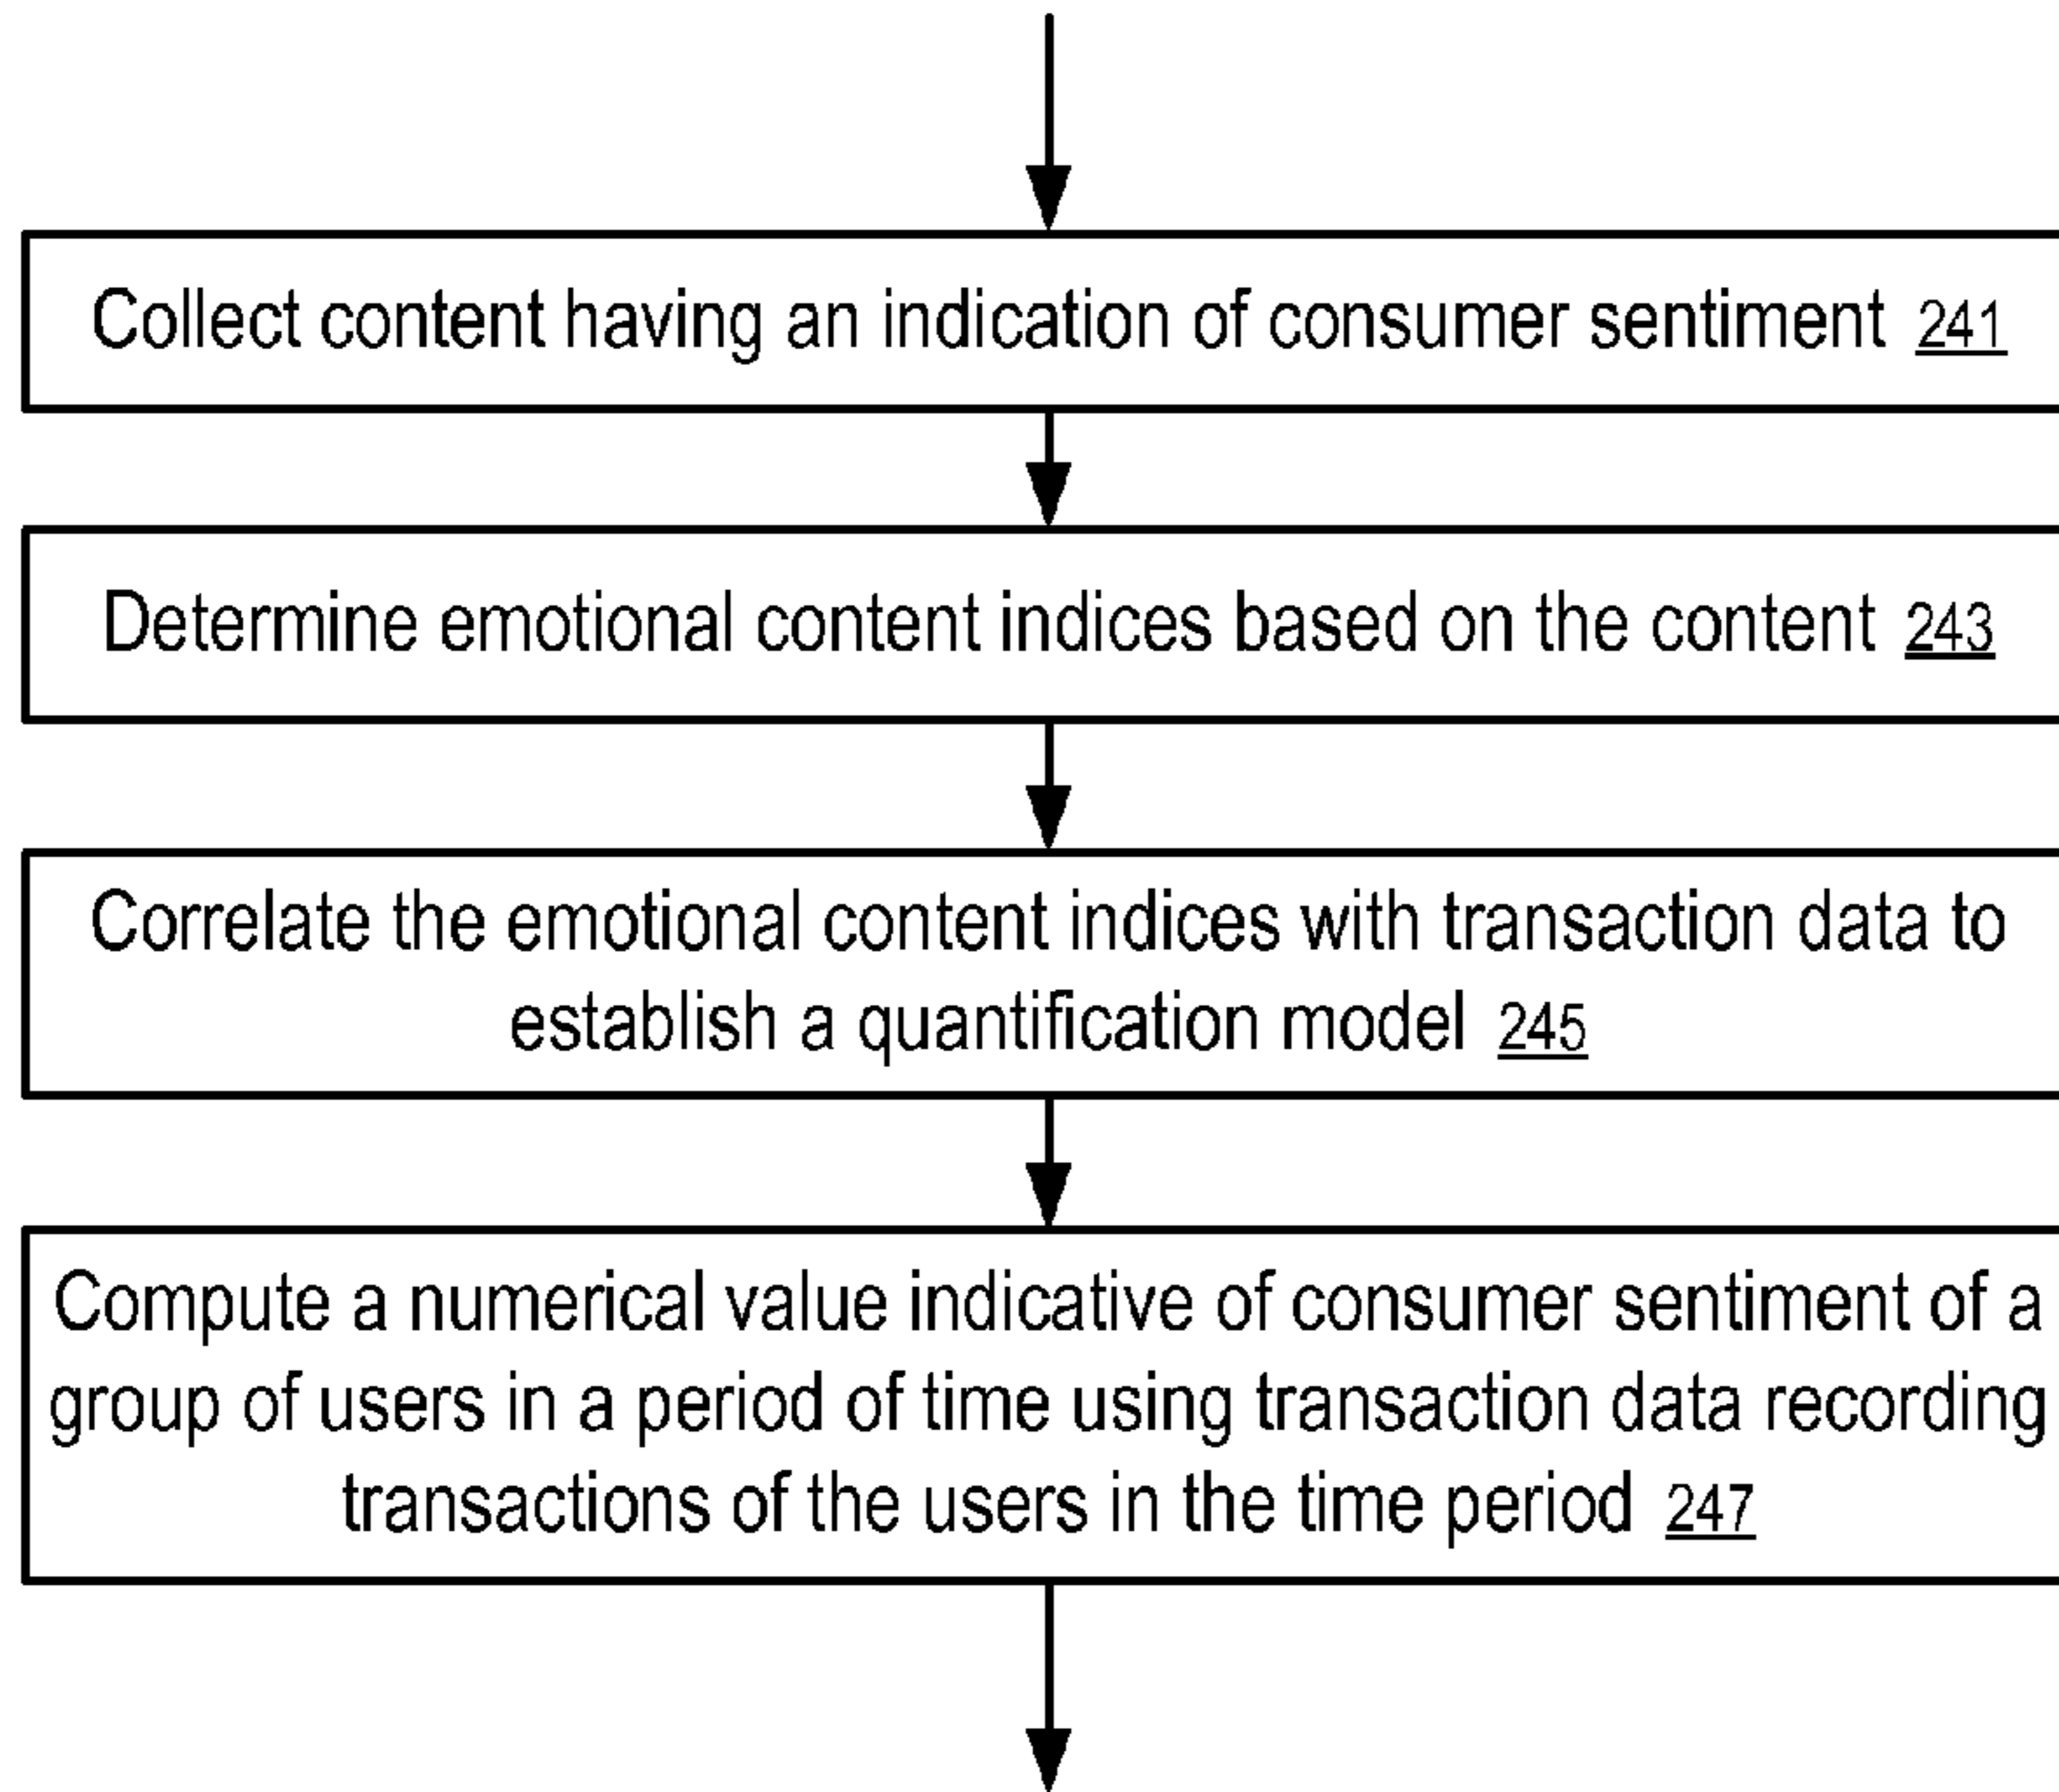 Collect content having an indication of consumer sentiment 241
Determine emotional content indices based on the content 243
Correlate the emotional content indices with transaction data to
establish a quantification model 245
Compute a numerical value indicative of consumer sentiment of a
group of users in a period of time using transaction data recording
transactions of the users in the time period 247